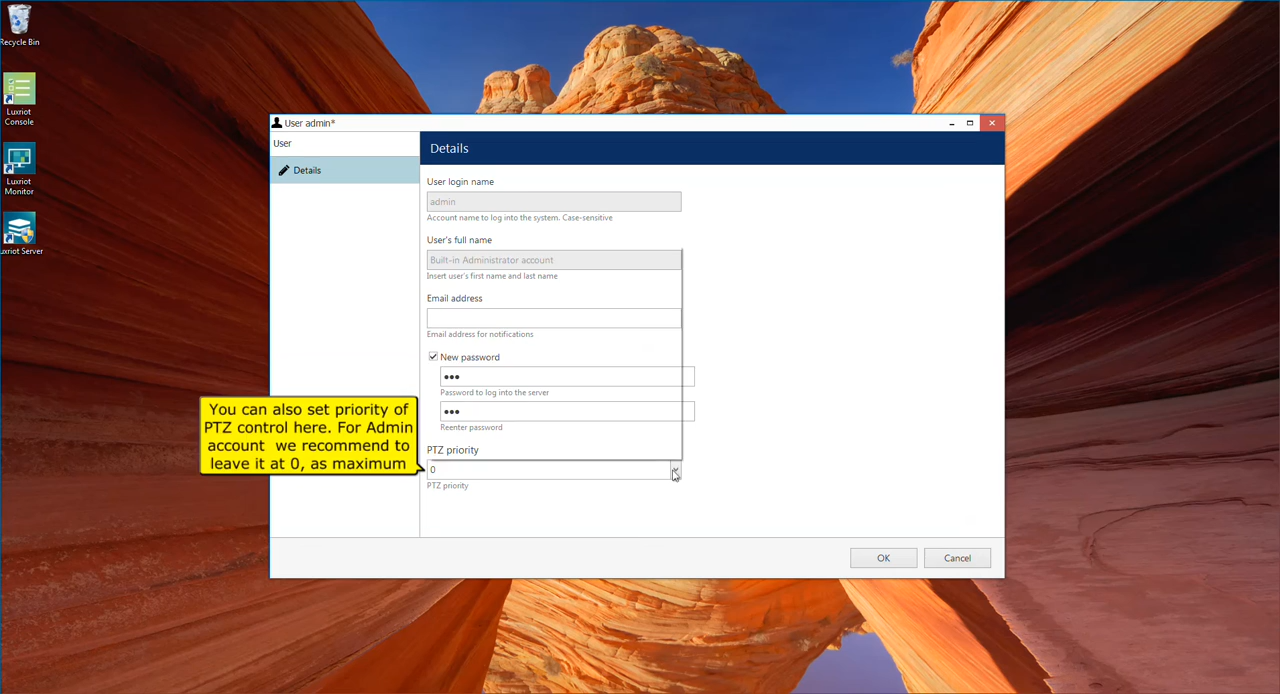 Recycle Bin
Luxriot
Console
Luxriot
Monitor
uxriot Server
User admin*
User
Details
Details
User login name
admin
Account name to log into the system. Case-sensitive
User's full name
Built-in Administrator account
Insert user's first name and last name
Email address
Email address for notifications
New password
●●●
Password to log into the server
●●●
Reenter password
PTZ priority
0
PTZ priority
You can also set priority of
PTZ control here. For Admin
account we recommend to
leave it at 0, as maximum
OK
Cancel